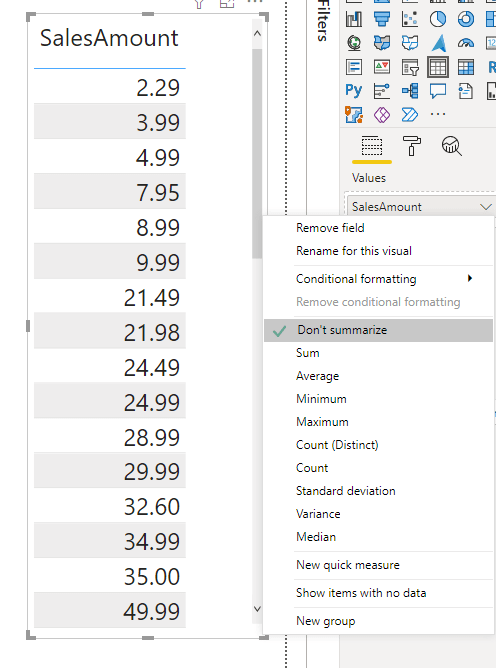 SalesAmount
2.29
3.99
4.99
7.95
8.99
9.99
21.49
21.98
24.49
24.99
28.99
29.99
32.60
34.99
35.00
49.99
Filters
123
R
Py
Values
SalesAmount
Remove field
Rename for this visual
Conditional formatting
Remove conditional formatting
Don't summarize
Sum
Average
Minimum
Maximum
Count (Distinct)
Count
Standard deviation
Variance
Median
New quick measure
Show items with no data
New group